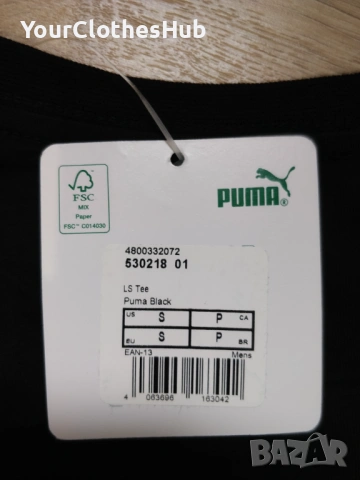 YourClothesHub
FSC
MIX
Paper
FSC™ C014030
PUMA®
4800332072
530218 01
LS Tee
Puma Black
US S P CA
EU S P BR
EAN-13 Mens
4 063696 163042
BAZAR